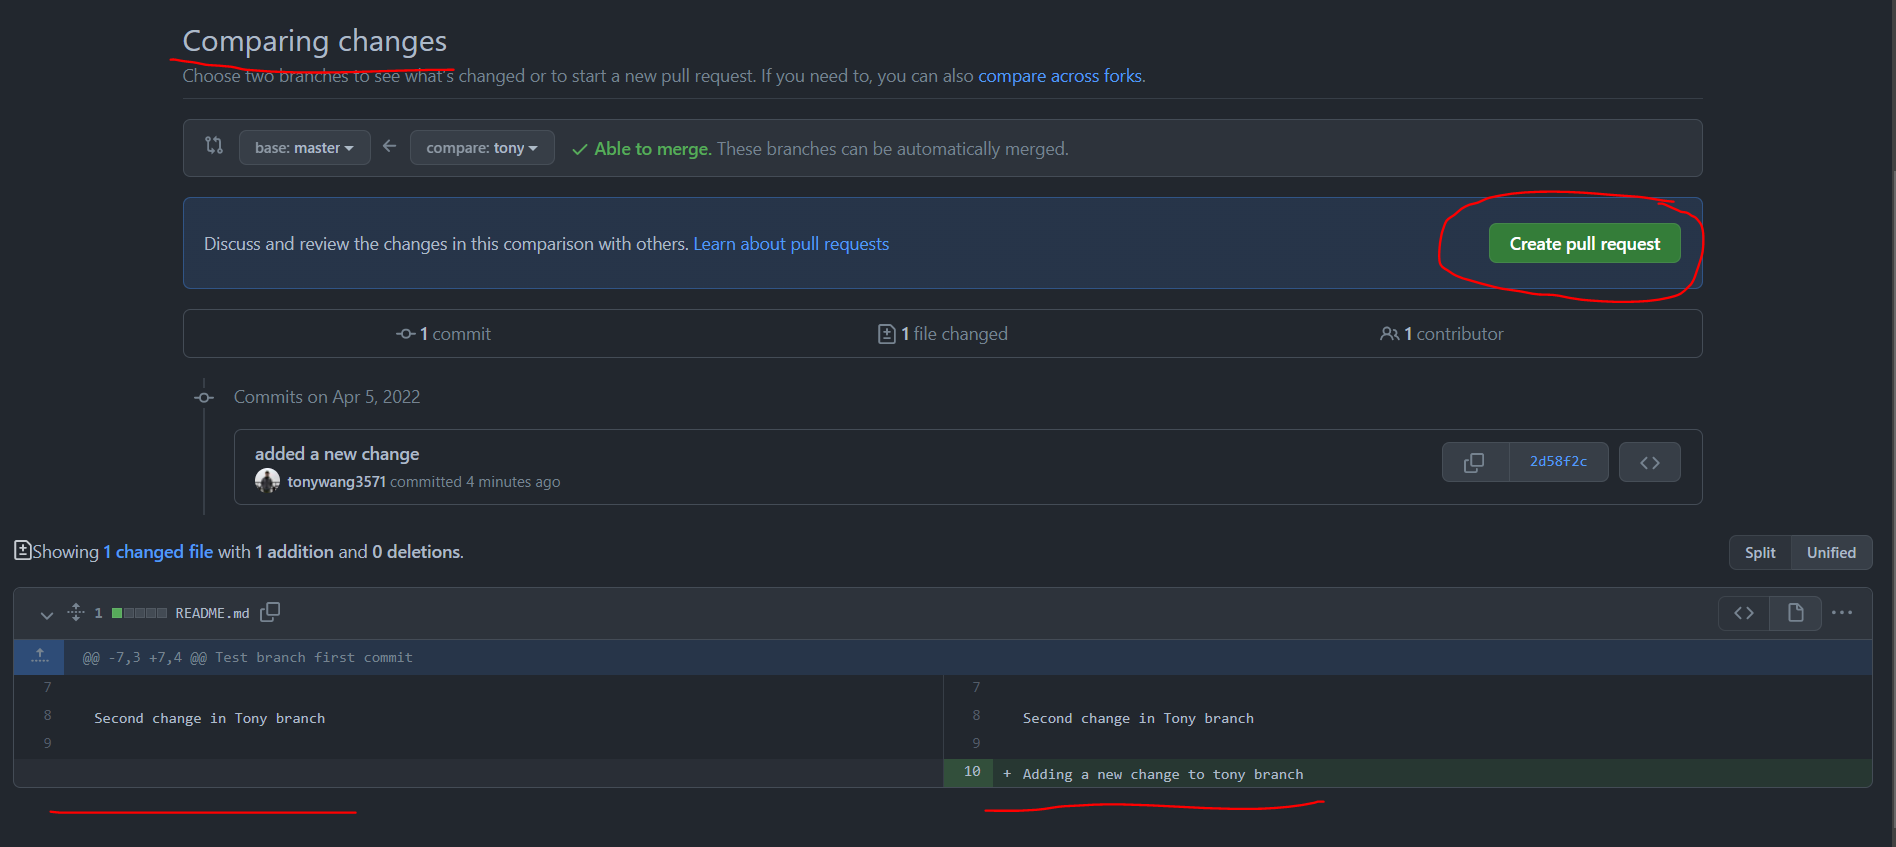 Comparing changes
Choose two branches to see what's changed or to start a new pull request. If you need to, you can also compare across forks.
base: master compare: tony Able to merge. These branches can be automatically merged.
Discuss and review the changes in this comparison with others. Learn about pull requests Create pull request
1 commit 1 file changed 1 contributor
Commits on Apr 5, 2022
added a new change
tonywang3571 committed 4 minutes ago 2d58f2c
Showing 1 changed file with 1 addition and 0 deletions. Split Unified
1 README.md
@@ -7,3 +7,4 @@ Test branch first commit
7 7
8 Second change in Tony branch 8 Second change in Tony branch
9 9
10 + Adding a new change to tony branch